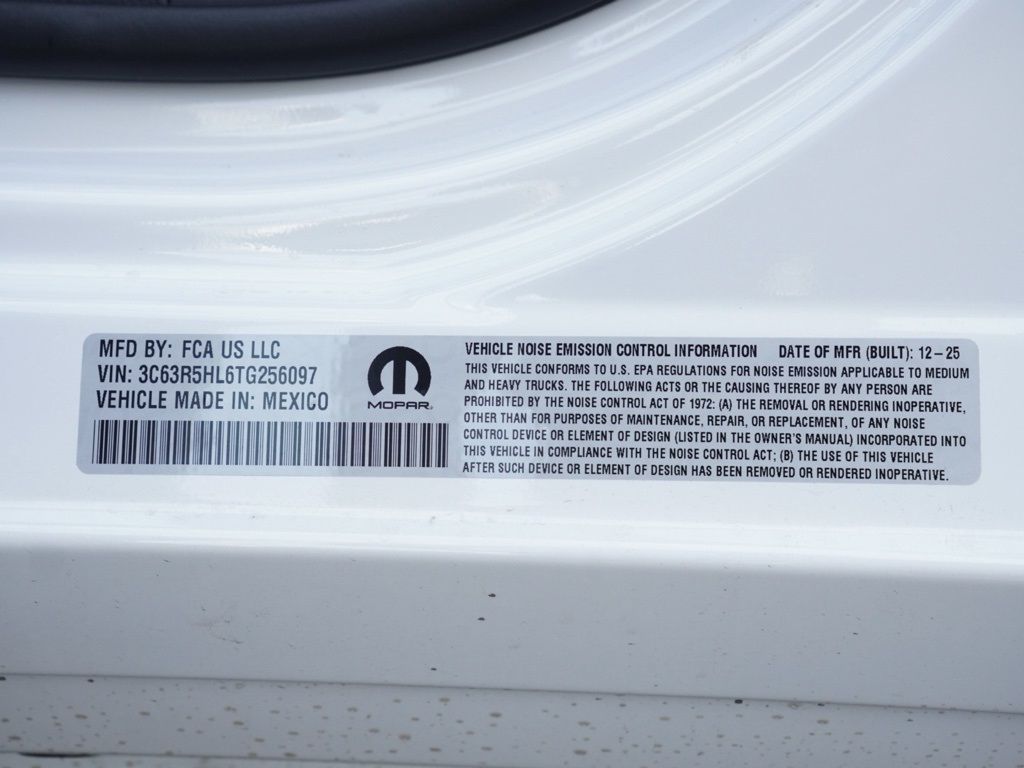 MFD BY: FCA US LLC
VIN: 3C63R5HL6TG256097
VEHICLE MADE IN: MEXICO
MOPAR
VEHICLE NOISE EMISSION CONTROL INFORMATION DATE OF MFR (BUILT): 12-25
THIS VEHICLE CONFORMS TO U.S. EPA REGULATIONS FOR NOISE EMISSION APPLICABLE TO MEDIUM
AND HEAVY TRUCKS. THE FOLLOWING ACTS OR THE CAUSING THEREOF BY ANY PERSON ARE
PROHIBITED BY THE NOISE CONTROL ACT OF 1972: (A) THE REMOVAL OR RENDERING INOPERATIVE,
OTHER THAN FOR PURPOSES OF MAINTENANCE, REPAIR, OR REPLACEMENT, OF ANY NOISE
CONTROL DEVICE OR ELEMENT OF DESIGN (LISTED IN THE OWNER'S MANUAL) INCORPORATED INTO
THIS VEHICLE IN COMPLIANCE WITH THE NOISE CONTROL ACT; (B) THE USE OF THIS VEHICLE
AFTER SUCH DEVICE OR ELEMENT OF DESIGN HAS BEEN REMOVED OR RENDERED INOPERATIVE.